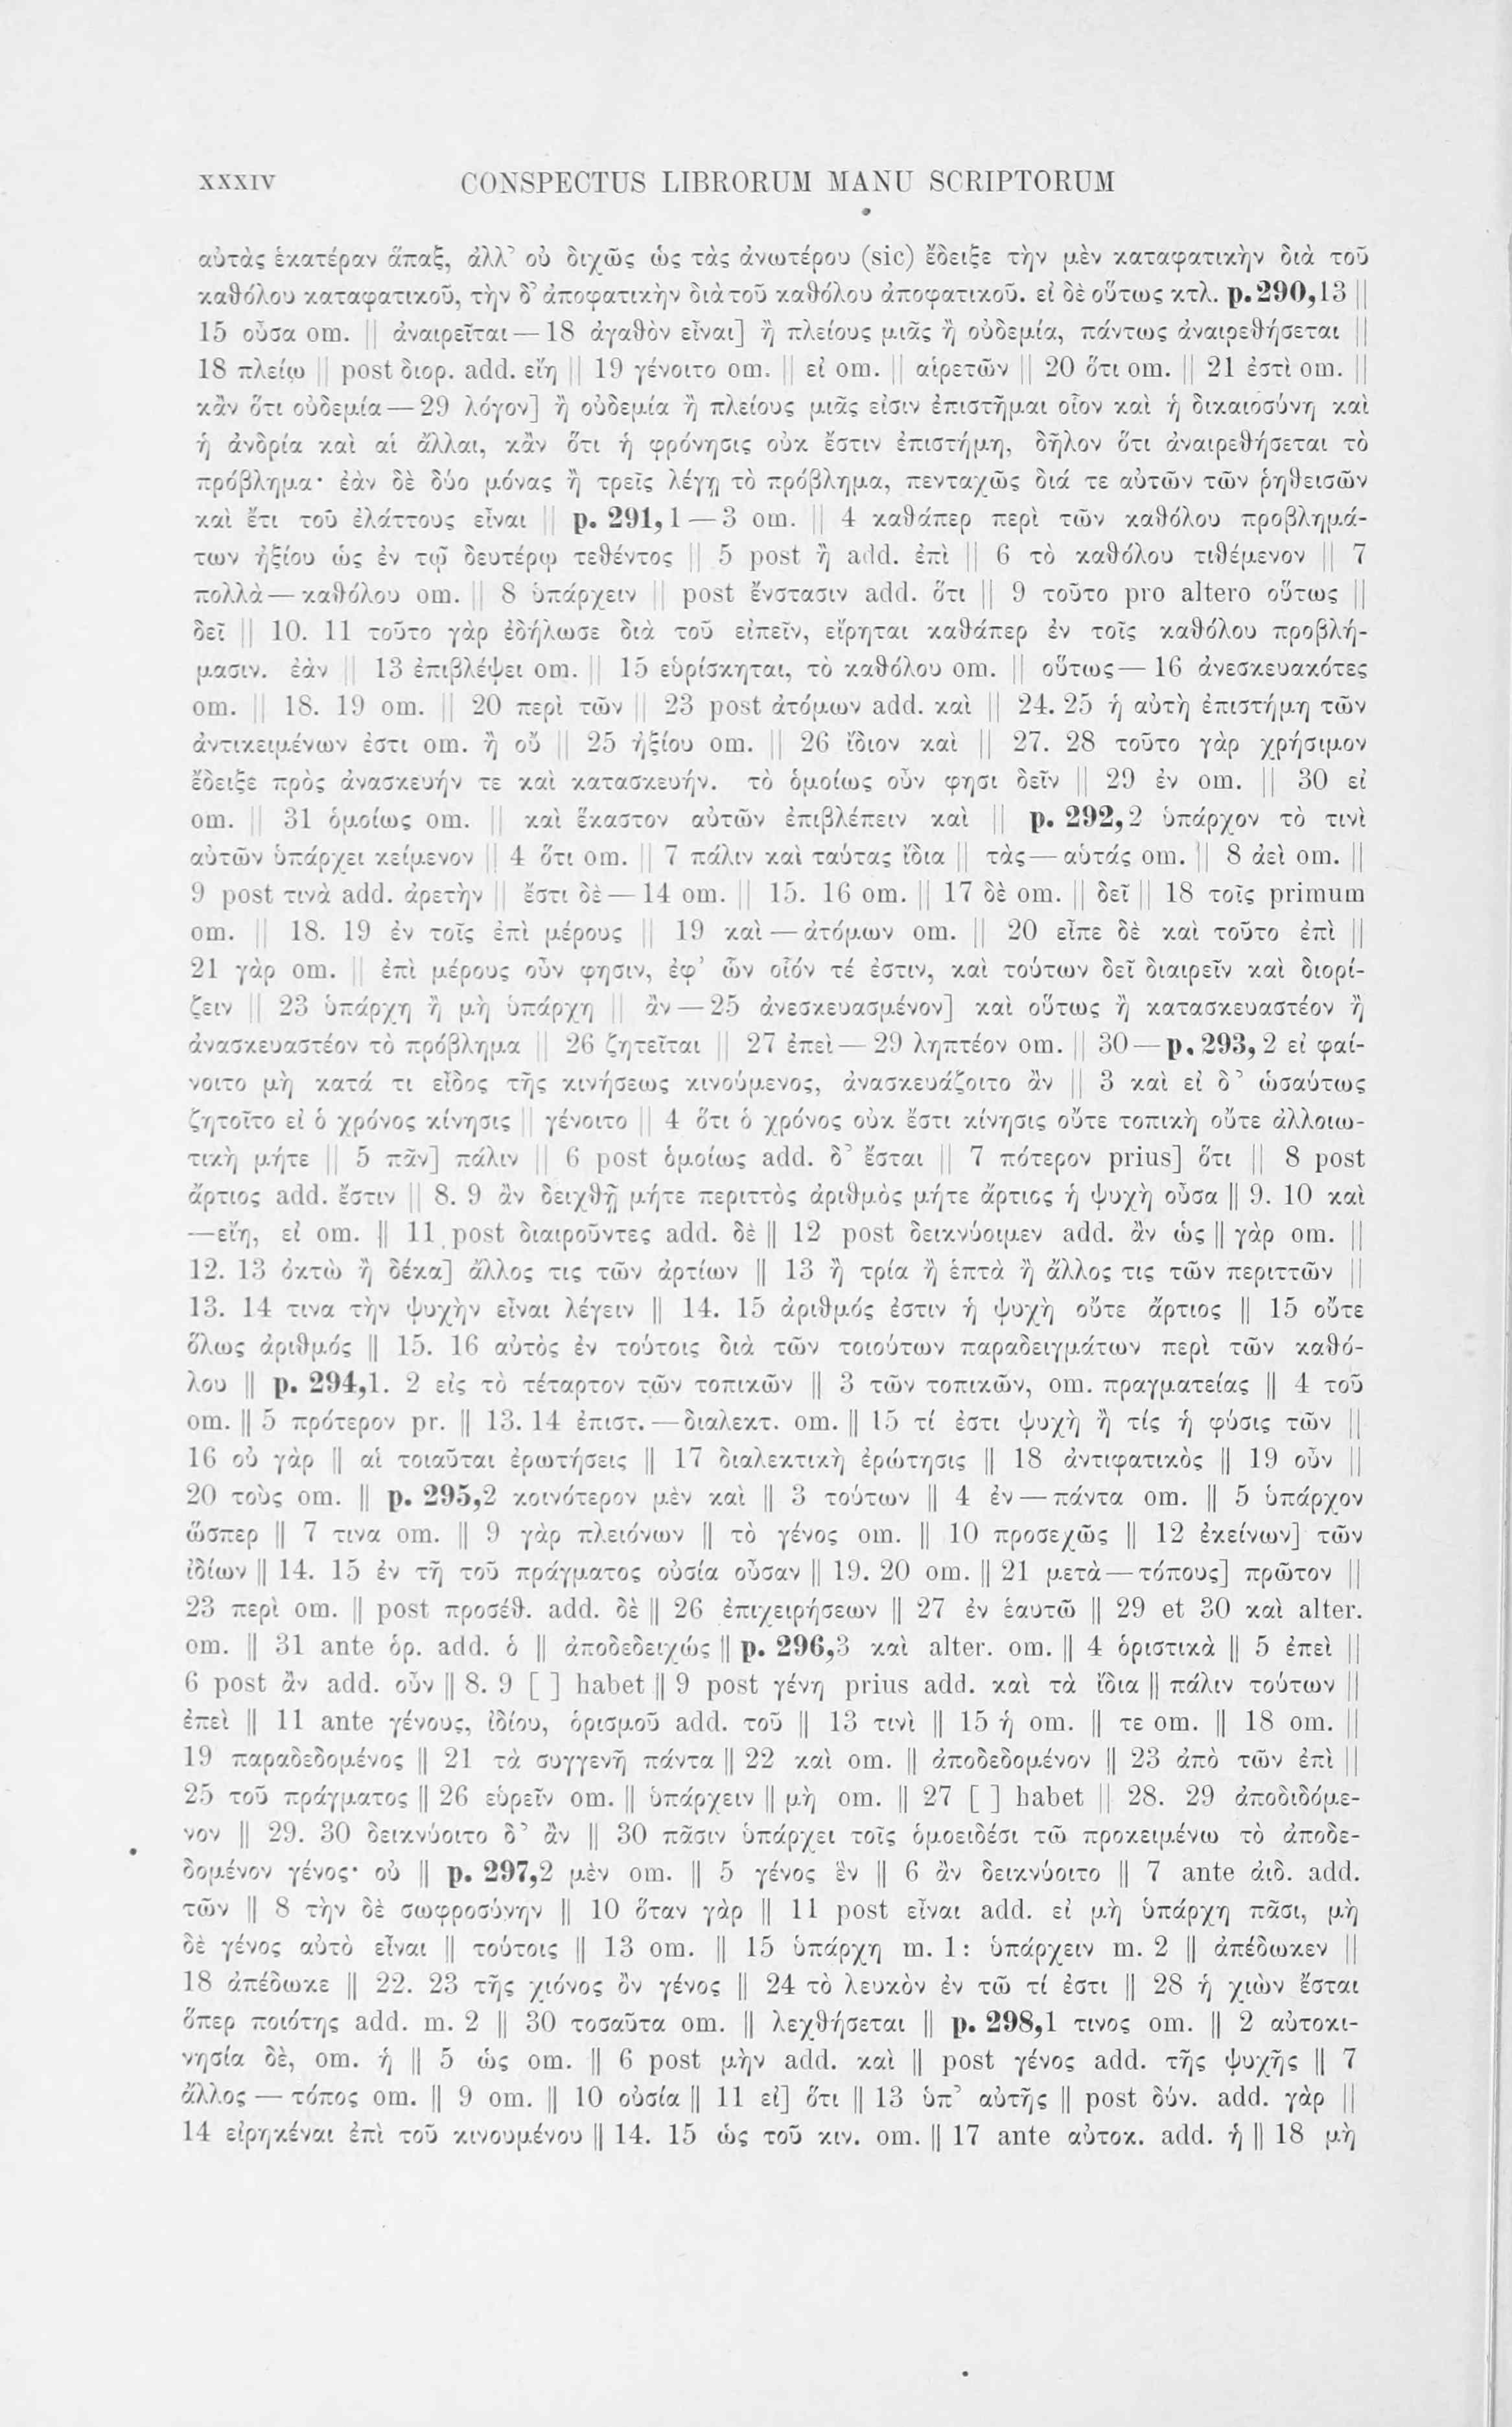 XXXIV CONSPECTUS LIBRORUM MANU SCRIPTORUM
αὐτὰς ἑκατέραν ἅπαξ, ἀλλ’ οὐ διχῶς ὡς τὰς ἀνωτέρου (sic) ἔδειξε τὴν μὲν καταφατικὴν διὰ τοῦ
καθόλου καταφατικοῦ, τὴν δ’ ἀποφατικὴν διὰ τοῦ καθόλου ἀποφατικοῦ. εἰ δὲ οὕτως κτλ. p. 290,13 ||
15 οὖσα om. || ἀναιρεῖται — 18 ἀγαθὸν εἶναι] ἢ πλείους μιᾶς ἢ οὐδεμία, πάντως ἀναιρεθήσεται ||
18 πλείῳ || post διορ. add. εἴη || 19 γένοιτο om. || εἰ om. || αἱρετῶν || 20 ὅτι om. || 21 ἐστὶ om. ||
κἂν ὅτι οὐδεμία — 29 λόγον] ἢ οὐδεμία ἢ πλείους μιᾶς εἰσιν ἐπιστῆμαι οἷον καὶ ἡ δικαιοσύνη καὶ
ἡ ἀνδρία καὶ αἱ ἄλλαι, κἂν ὅτι ἡ φρόνησις οὐκ ἔστιν ἐπιστήμη, δῆλον ὅτι ἀναιρεθήσεται τὸ
πρόβλημα· ἐὰν δὲ δύο μόνας ἢ τρεῖς λέγῃ τὸ πρόβλημα, πενταχῶς διά τε αὐτῶν τῶν ῥηθεισῶν
καὶ ἔτι τοῦ ἐλάττους εἶναι || p. 291,1 — 3 om. || 4 καθάπερ περὶ τῶν καθόλου προβλημά-
των ἠξίου ὡς ἐν τῷ δευτέρῳ τεθέντος || 5 post ἢ add. ἐπὶ || 6 τὸ καθόλου τιθέμενον || 7
πολλὰ — καθόλου om. || 8 ὑπάρχειν || post ἔνστασιν add. ὅτι || 9 τοῦτο pro altero οὕτως ||
δεῖ || 10. 11 τοῦτο γὰρ ἐδήλωσε διὰ τοῦ εἰπεῖν, εἴρηται καθάπερ ἐν τοῖς καθόλου προβλή-
μασιν. ἐὰν || 13 ἐπιβλέψει om. || 15 εὑρίσκηται, τὸ καθόλου om. || οὕτως — 16 ἀνεσκευακότες
om. || 18. 19 om. || 20 περὶ τῶν || 23 post ἀτόμων add. καὶ || 24. 25 ἡ αὐτὴ ἐπιστήμη τῶν
ἀντικειμένων ἐστι om. ἢ οὔ || 25 ἠξίου om. || 26 ἴδιον καὶ || 27. 28 τοῦτο γὰρ χρήσιμον
ἔδειξε πρὸς ἀνασκευήν τε καὶ κατασκευήν. τὸ ὁμοίως οὖν φησι δεῖν || 29 ἐν om. || 30 εἰ
om. || 31 ὁμοίως om. || καὶ ἕκαστον αὐτῶν ἐπιβλέπειν καὶ || p. 292,2 ὑπάρχον τὸ τινὶ
αὐτῶν ὑπάρχει κείμενον || 4 ὅτι om. || 7 πάλιν καὶ ταύτας ἴδια || τὰς — αὐτάς om. || 8 ἀεὶ om. ||
9 post τινὰ add. ἀρετὴν || ἔστι δὲ — 14 om. || 15. 16 om. || 17 δὲ om. || δεῖ || 18 τοῖς primum
om. || 18. 19 ἐν τοῖς ἐπὶ μέρους || 19 καὶ — ἀτόμων om. || 20 εἶπε δὲ καὶ τοῦτο ἐπὶ ||
21 γὰρ om. || ἐπὶ μέρους οὖν φησιν, ἐφ’ ὧν οἷόν τέ ἐστιν, καὶ τούτων δεῖ διαιρεῖν καὶ διορί-
ζειν || 23 ὑπάρχη ἢ μὴ ὑπάρχη || ἂν — 25 ἀνεσκευασμένον] καὶ οὕτως ἢ κατασκευαστέον ἢ
ἀνασκευαστέον τὸ πρόβλημα || 26 ζητεῖται || 27 ἐπεὶ — 29 ληπτέον om. || 30 — p. 293,2 εἰ φαί-
νοιτο μὴ κατά τι εἶδος τῆς κινήσεως κινούμενος, ἀνασκευάζοιτο ἂν || 3 καὶ εἰ δ’ ὡσαύτως
ζητοῖτο εἰ ὁ χρόνος κίνησις || γένοιτο || 4 ὅτι ὁ χρόνος οὐκ ἔστι κίνησις οὔτε τοπικὴ οὔτε ἀλλοιω-
τικὴ μήτε || 5 πᾶν] πάλιν || 6 post ὁμοίως add. δ’ ἔσται || 7 πότερον prius] ὅτι || 8 post
ἄρτιος add. ἔστιν || 8. 9 ἂν δειχθῇ μήτε περιττὸς ἀριθμὸς μήτε ἄρτιος ἡ ψυχὴ οὖσα || 9. 10 καὶ
— εἴη, εἰ om. || 11 post διαιροῦντες add. δὲ || 12 post δεικνύοιμεν add. ἂν ὡς || γὰρ om. ||
12. 13 ὀκτὼ ἢ δέκα] ἄλλος τις τῶν ἀρτίων || 13 ἢ τρία ἢ ἑπτὰ ἢ ἄλλος τις τῶν περιττῶν ||
13. 14 τινα τὴν ψυχὴν εἶναι λέγειν || 14. 15 ἀριθμός ἐστιν ἡ ψυχὴ οὔτε ἄρτιος || 15 οὔτε
ὅλως ἀριθμός || 15. 16 αὐτὸς ἐν τούτοις διὰ τῶν τοιούτων παραδειγμάτων περὶ τῶν καθό-
λου || p. 294,1. 2 εἰς τὸ τέταρτον τῶν τοπικῶν || 3 τῶν τοπικῶν, om. πραγματείας || 4 τοῦ
om. || 5 πρότερον pr. || 13. 14 ἐπιστ. — διαλεκτ. om. || 15 τί ἐστι ψυχὴ ἢ τίς ἡ φύσις τῶν ||
16 οὐ γὰρ || αἱ τοιαῦται ἐρωτήσεις || 17 διαλεκτικὴ ἐρώτησις || 18 ἀντιφατικὸς || 19 οὖν ||
20 τοὺς om. || p. 295,2 κοινότερον μὲν καὶ || 3 τούτων || 4 ἐν — πάντα om. || 5 ὑπάρχον
ὥσπερ || 7 τινα om. || 9 γὰρ πλειόνων || τὸ γένος om. || 10 προσεχῶς || 12 ἐκείνων] τῶν
ἰδίων || 14. 15 ἐν τῆ τοῦ πράγματος οὐσία οὖσαν || 19. 20 om. || 21 μετὰ — τόπους] πρῶτον ||
23 περὶ om. || post προσέθ. add. δὲ || 26 ἐπιχειρήσεων || 27 ἐν ἑαυτῶ || 29 et 30 καὶ alter.
om. || 31 ante ὁρ. add. ὁ || ἀποδεδειχώς || p. 296,3 καὶ alter. om. || 4 ὁριστικὰ || 5 ἐπεὶ ||
6 post ἂν add. οὖν || 8. 9 [ ] habet || 9 post γένη prius add. καὶ τὰ ἴδια || πάλιν τούτων ||
ἐπεὶ || 11 ante γένους, ἰδίου, ὁρισμοῦ add. τοῦ || 13 τινὶ || 15 ἡ om. || τε om. || 18 om. ||
19 παραδεδομένος || 21 τὰ συγγενῆ πάντα || 22 καὶ om. || ἀποδεδομένον || 23 ἀπὸ τῶν ἐπὶ ||
25 τοῦ πράγματος || 26 εὑρεῖν om. || ὑπάρχειν || μὴ om. || 27 [ ] habet || 28. 29 ἀποδιδόμε-
νον || 29. 30 δεικνύοιτο δ’ ἂν || 30 πᾶσιν ὑπάρχει τοῖς ὁμοειδέσι τῶ προκειμένω τὸ ἀποδε-
δομένον γένος· οὐ || p. 297,2 μὲν om. || 5 γένος ἓν || 6 ἂν δεικνύοιτο || 7 ante ἀιδ. add.
τῶν || 8 τὴν δὲ σωφροσύνην || 10 ὅταν γὰρ || 11 post εἶναι add. εἰ μὴ ὑπάρχη πᾶσι, μὴ
δὲ γένος αὐτὸ εἶναι || τούτοις || 13 om. || 15 ὑπάρχη m. 1: ὑπάρχειν m. 2 || ἀπέδωκεν ||
18 ἀπέδωκε || 22. 23 τῆς χιόνος ὂν γένος || 24 τὸ λευκὸν ἐν τῶ τί ἐστι || 28 ἡ χιὼν ἔσται
ὅπερ ποιότης add. m. 2 || 30 τοσαῦτα om. || λεχθήσεται || p. 298,1 τινος om. || 2 αὐτοκι-
νησία δὲ, om. ἡ || 5 ὡς om. || 6 post μὴν add. καὶ || post γένος add. τῆς ψυχῆς || 7
ἄλλος — τόπος om. || 9 om. || 10 οὐσία || 11 εἰ] ὅτι || 13 ὑπ’ αὐτῆς || post δύν. add. γὰρ ||
14 εἰρηκέναι ἐπὶ τοῦ κινουμένου || 14. 15 ὡς τοῦ κιν. om. || 17 ante αὐτοκ. add. ἡ || 18 μὴ